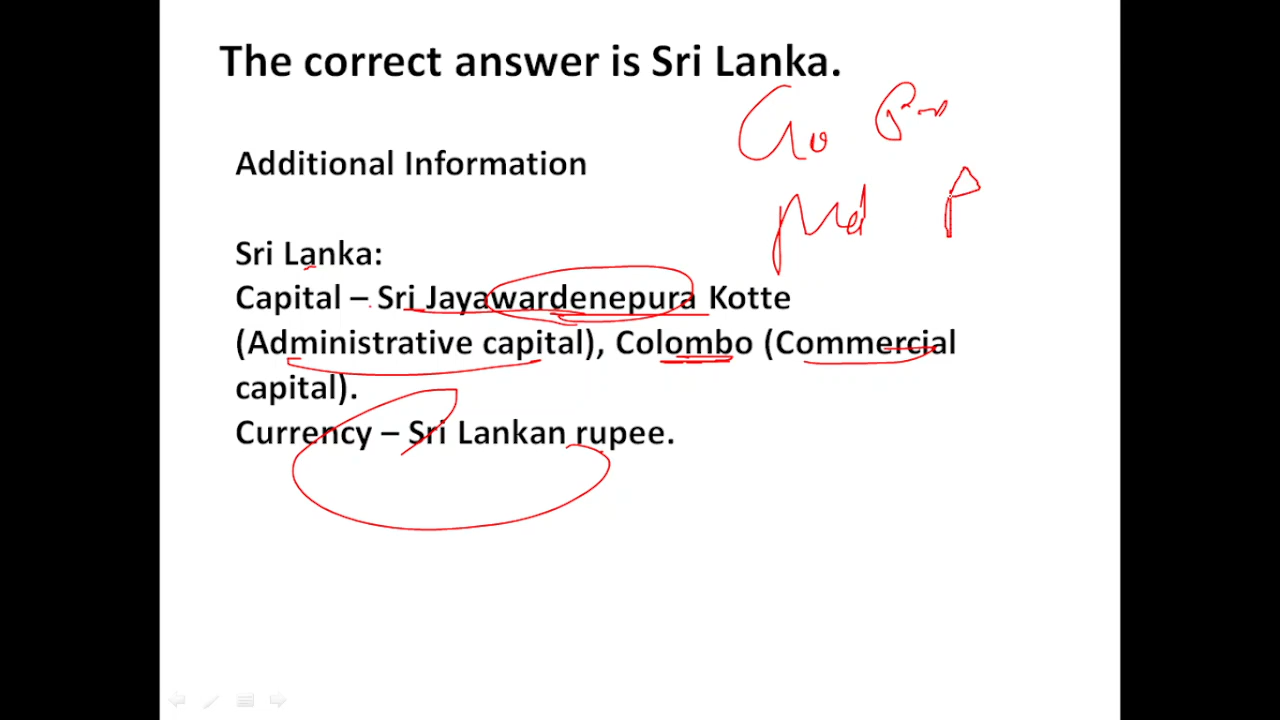 The correct answer is Sri Lanka.
Additional Information
Sri Lanka:
Capital – Sri Jayawardenepura Kotte
(Administrative capital), Colombo (Commercial
capital).
Currency – Sri Lankan rupee.